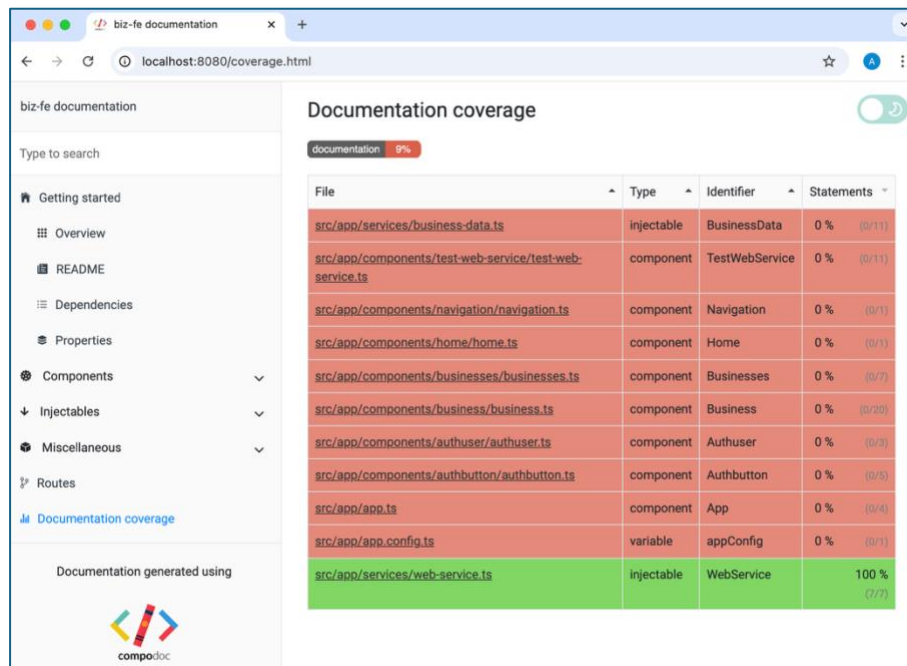 biz-fe documentation
localhost:8080/coverage.html
A
biz-fe documentation
Type to search
Getting started
Overview
README
Dependencies
Properties
Components
Injectables
Miscellaneous
Routes
Documentation coverage
Documentation generated using
compodoc
Documentation coverage
documentation 9%
File Type Identifier Statements
src/app/services/business-data.ts injectable BusinessData 0 % (0/11)
src/app/components/test-web-service/test-web- component TestWebService 0 % (0/11)
service.ts
src/app/components/navigation/navigation.ts component Navigation 0 % (0/1)
src/app/components/home/home.ts component Home 0 % (0/1)
src/app/components/businesses/businesses.ts component Businesses 0 % (0/7)
src/app/components/business/business.ts component Business 0 % (0/20)
src/app/components/authuser/authuser.ts component Authuser 0 % (0/3)
src/app/components/authbutton/authbutton.ts component Authbutton 0 % (0/5)
src/app/app.ts component App 0 % (0/4)
src/app/app.config.ts variable appConfig 0 % (0/1)
src/app/services/web-service.ts injectable WebService 100 %
(7/7)